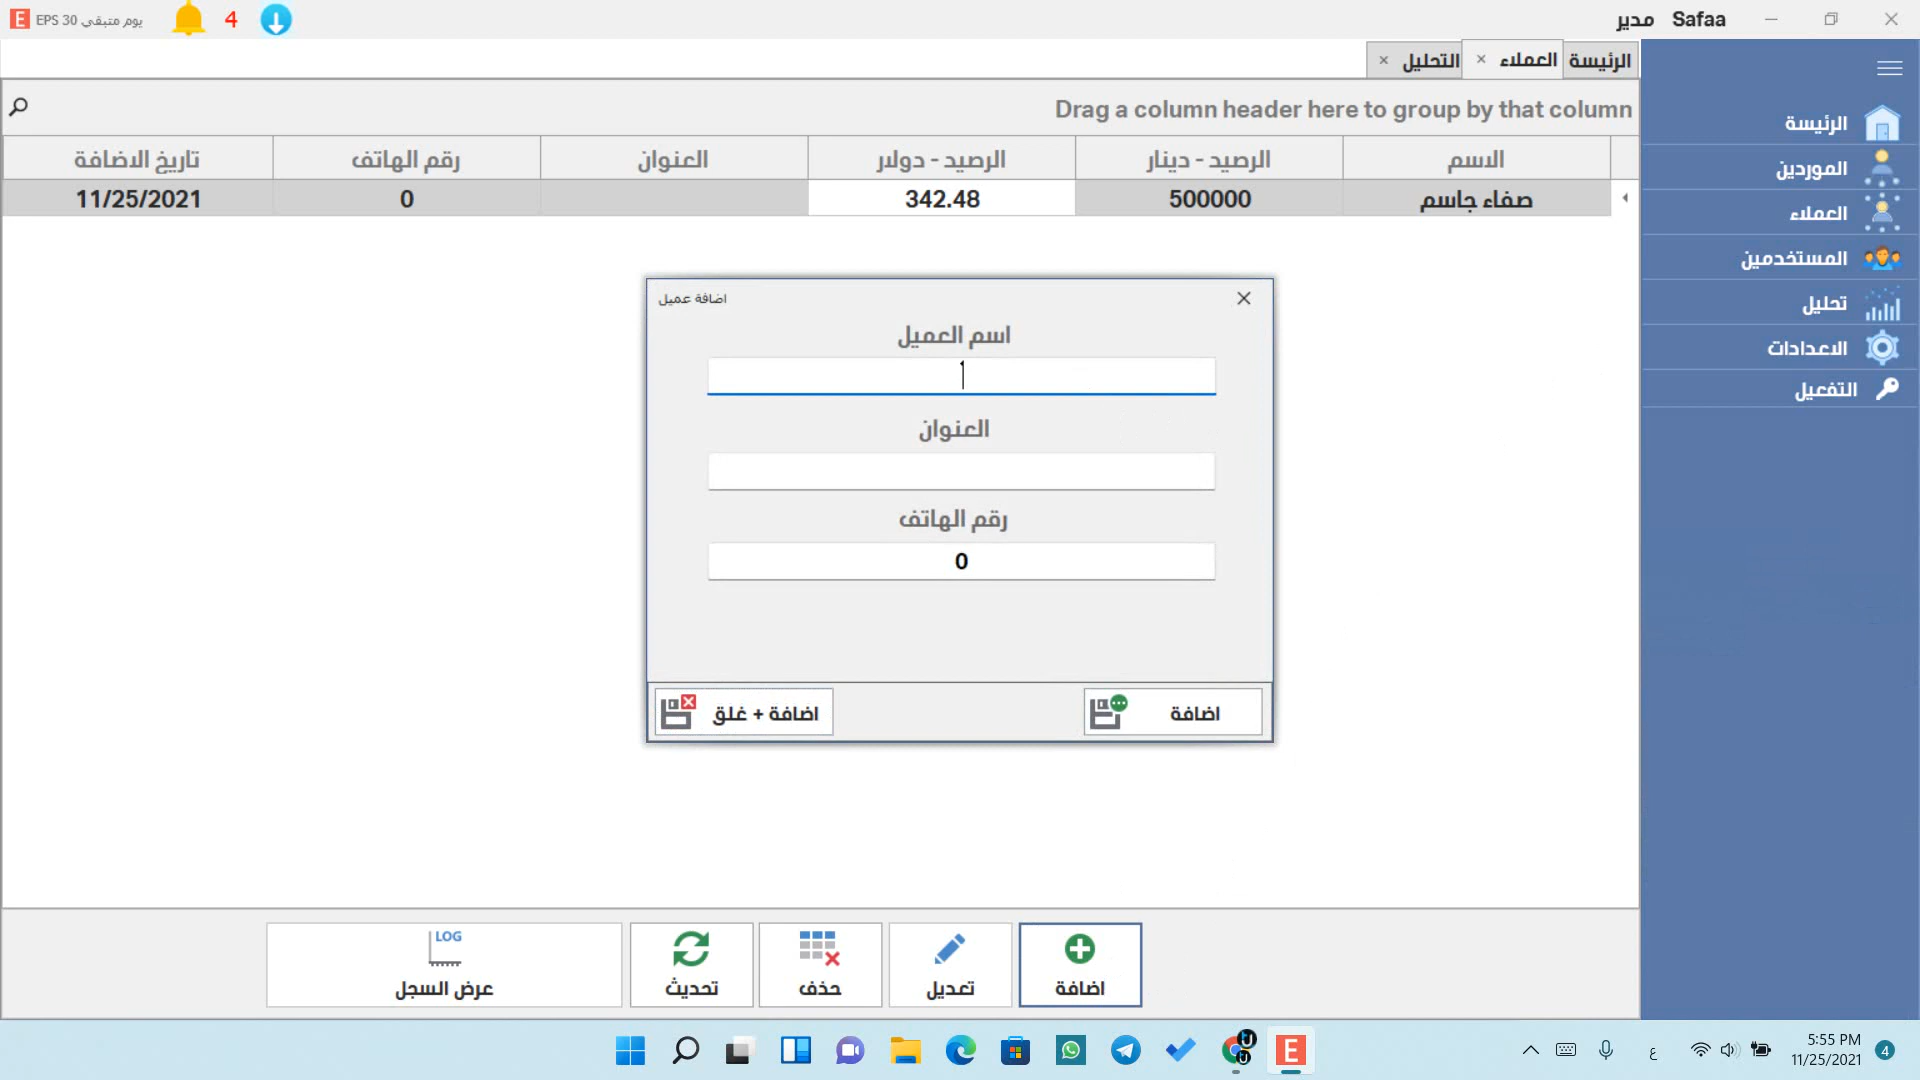 EPS 30 يوم متبقي
4
مدير Safaa
الرئيسة
العملاء
التحليل
Drag a column header here to group by that column
الاسم
الرصيد - دينار
الرصيد - دولار
العنوان
رقم الهاتف
تاريخ الاضافة
صفاء جاسم
500000
342.48
0
11/25/2021
الرئيسة
الموردين
العملاء
المستخدمين
تحليل
الاعدادات
التفعيل
اضافة عميل
اسم العميل
العنوان
رقم الهاتف
0
اضافة
اضافة + غلق
اضافة
تعديل
حذف
تحديث
LOG
عرض السجل
ع
5:55 PM
11/25/2021
4